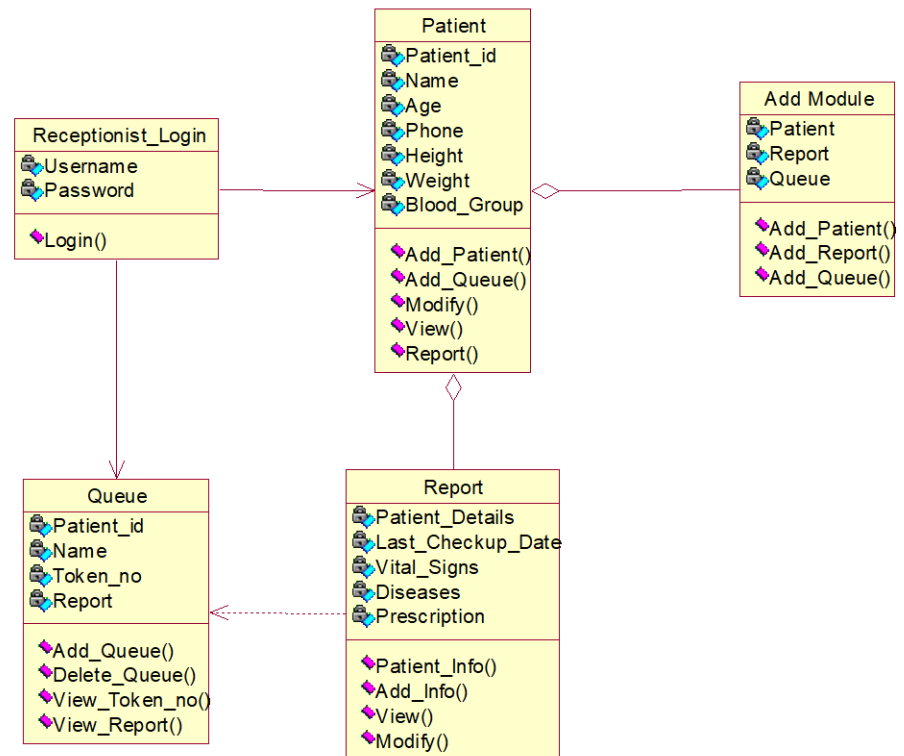 Patient
Patient_id
Name
Age
Phone
Height
Weight
Blood_Group
Add_Patient()
Add_Queue()
Modify()
View()
Report()
Receptionist_Login
Username
Password
Login()
Add Module
Patient
Report
Queue
Add_Patient()
Add_Report()
Add_Queue()
Queue
Patient_id
Name
Token_no
Report
Add_Queue()
Delete_Queue()
View_Token_no()
View_Report()
Report
Patient_Details
Last_Checkup_Date
Vital_Signs
Diseases
Prescription
Patient_Info()
Add_Info()
View()
Modify()